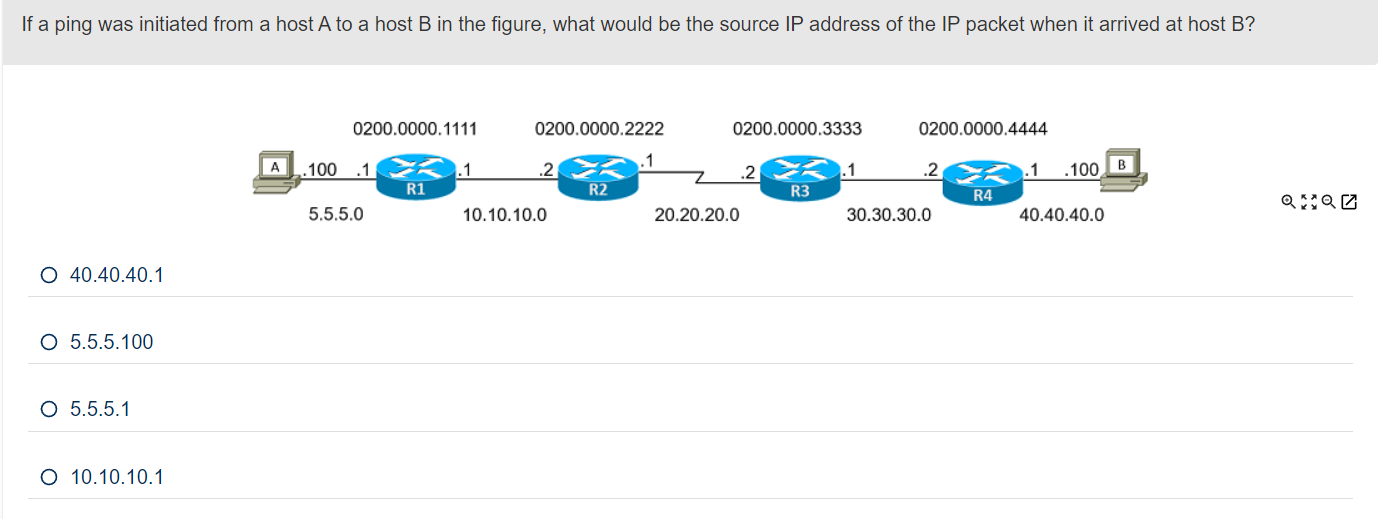 If a ping was initiated from a host A to a host B in the figure, what would be the source IP address of the IP packet when it arrived at host B?
0200.0000.1111 0200.0000.2222 0200.0000.3333 0200.0000.4444
A .100 .1 R1 .1 .2 R2 .1 .2 R3 .1 .2 R4 .1 .100 B
5.5.5.0 10.10.10.0 20.20.20.0 30.30.30.0 40.40.40.0
40.40.40.1
5.5.5.100
5.5.5.1
10.10.10.1